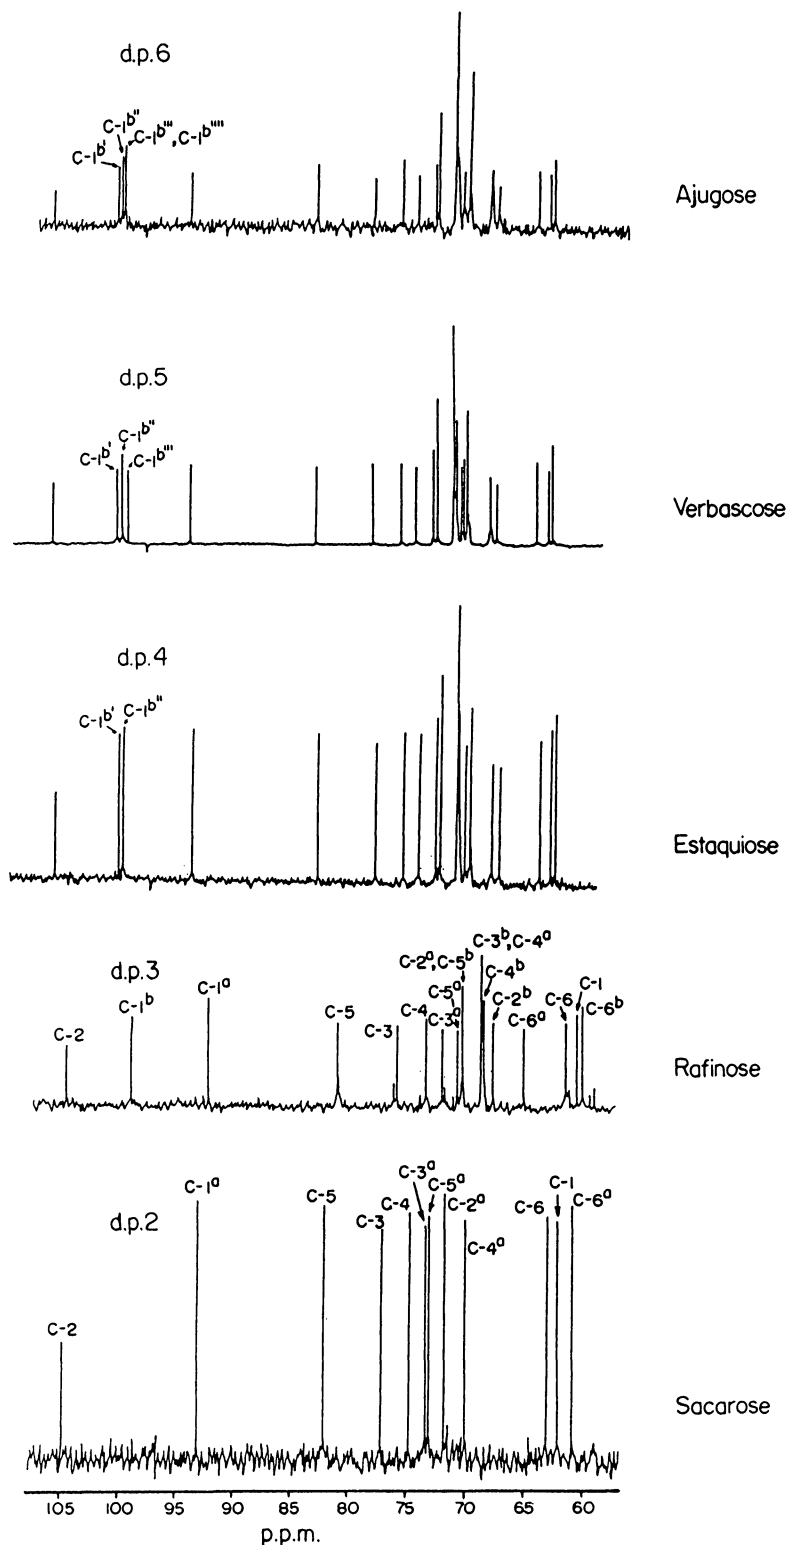 d.p.6
C-1b'
C-1b''
C-1b''', C-1b''''
Ajugose
d.p.5
C-1b'
C-1b''
C-1b'''
Verbascose
d.p.4
C-1b'
C-1b''
Estaquiose
d.p.3
C-2
C-1b
C-1a
C-5
C-3
C-4
C-3a
C-5a
C-2a, C-5b
C-3b, C-4a
C-4b
C-2b
C-6a
C-6
C-1
C-6b
Rafinose
d.p.2
C-2
C-1a
C-5
C-3
C-4
C-3a
C-5a
C-2a
C-4a
C-6
C-1
C-6a
Sacarose
105 100 95 90 85 80 75 70 65 60
p.p.m.